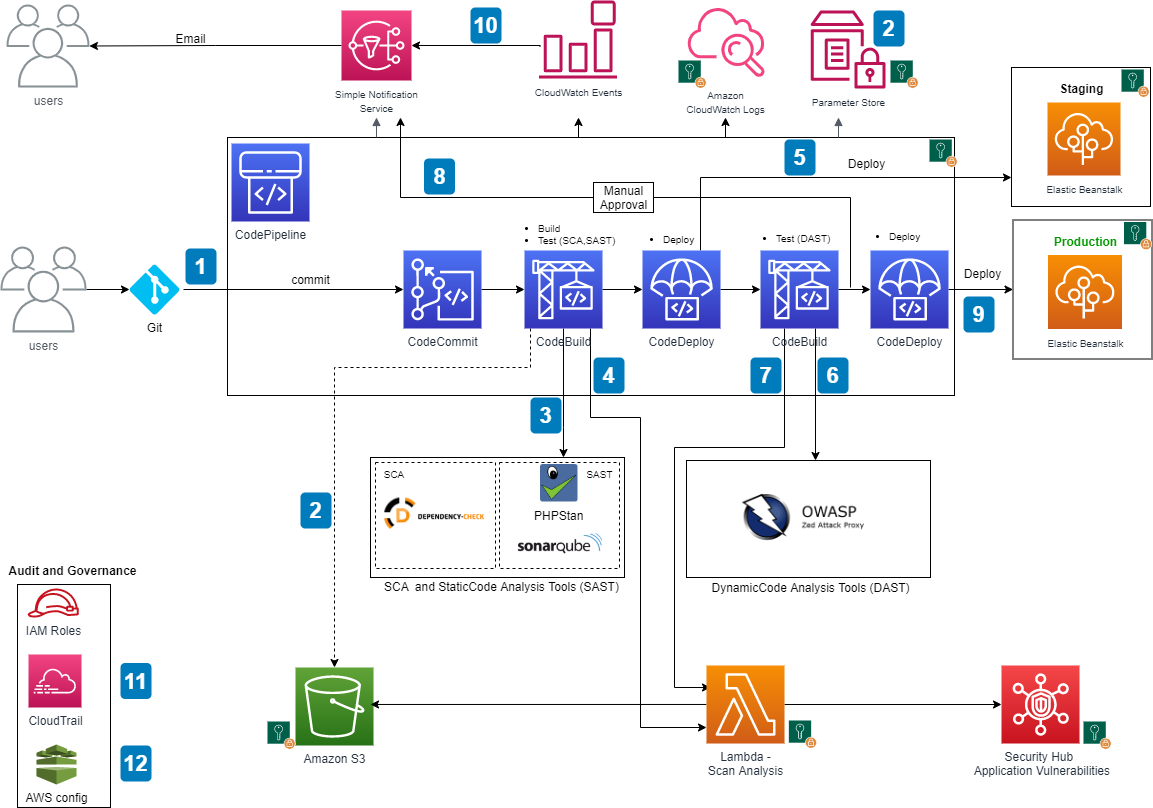 10
2
Email
users
Simple Notification
Service
CloudWatch Events
Amazon
CloudWatch Logs
Parameter Store
Staging
Elastic Beanstalk
5
Deploy
8
Manual
Approval
CodePipeline
Build
Test (SCA,SAST)
Deploy
Test (DAST)
Deploy
Production
Elastic Beanstalk
1
commit
Deploy
9
Git
users
CodeCommit
CodeBuild
CodeDeploy
CodeBuild
CodeDeploy
4
7
6
3
2
SCA
DEPENDENCY-CHECK
SAST
PHPStan
sonarqube
SCA and StaticCode Analysis Tools (SAST)
OWASP
Zed Attack Proxy
DynamicCode Analysis Tools (DAST)
Audit and Governance
IAM Roles
11
CloudTrail
12
AWS config
Amazon S3
Lambda -
Scan Analysis
Security Hub
Application Vulnerabilities